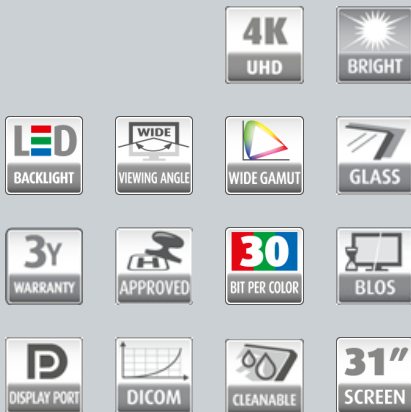 4K
UHD
BRIGHT
LED
BACKLIGHT
WIDE
VIEWING ANGLE
WIDE GAMUT
GLASS
3Y
WARRANTY
APPROVED
30
BIT PER COLOR
BLOS
D
DISPLAY PORT
DICOM
CLEANABLE
31"
SCREEN